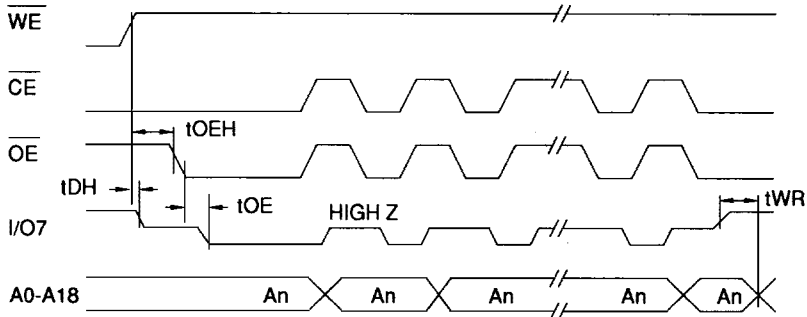 WE
CE
tOEH
OE
tDH
tOE
HIGH Z
tWR
I/O7
A0-A18 An An An An An